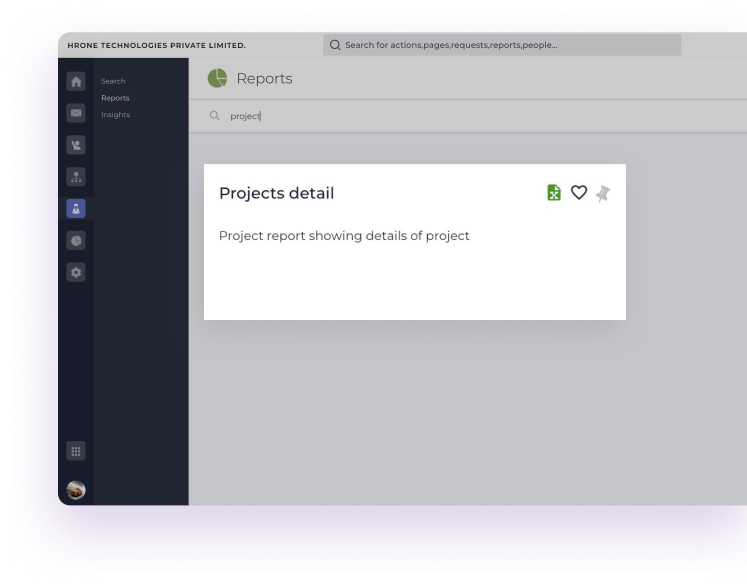 HRONE TECHNOLOGIES PRIVATE LIMITED.
Search for actions,pages,requests,reports,people...
Search
Reports
Insights
Reports
project
Projects detail
Project report showing details of project